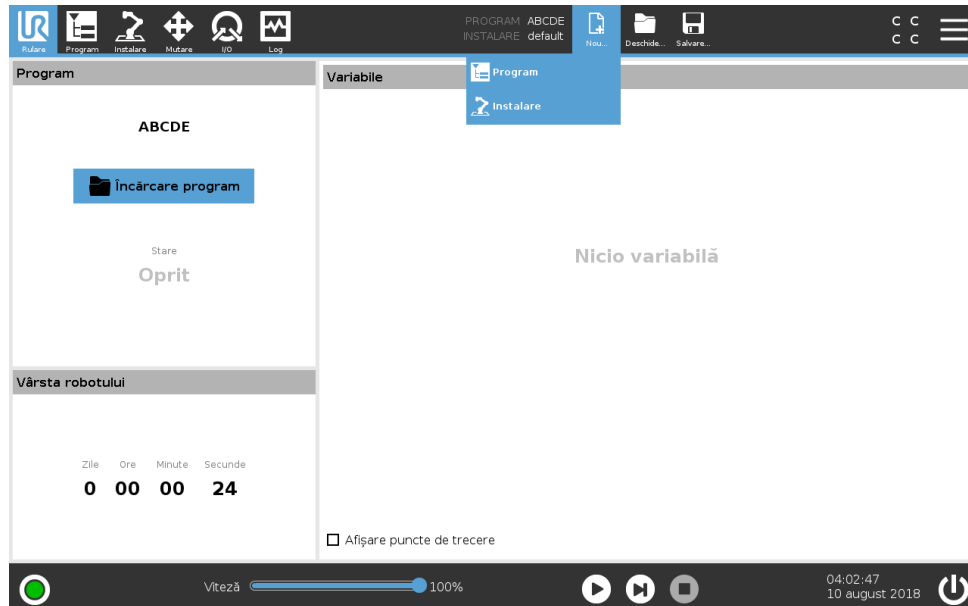 UR
Rulare
Program
Instalare
Mutare
I/O
Log
PROGRAM ABCDE
INSTALARE default
Nou...
Deschide...
Salvare...
C C
C C
Program
Instalare
Program
ABCDE
Încărcare program
Stare
Oprit
Variabile
Nicio variabilă
Vârsta robotului
Zile Ore Minute Secunde
0 00 00 24
Afișare puncte de trecere
Viteză 100%
04:02:47
10 august 2018